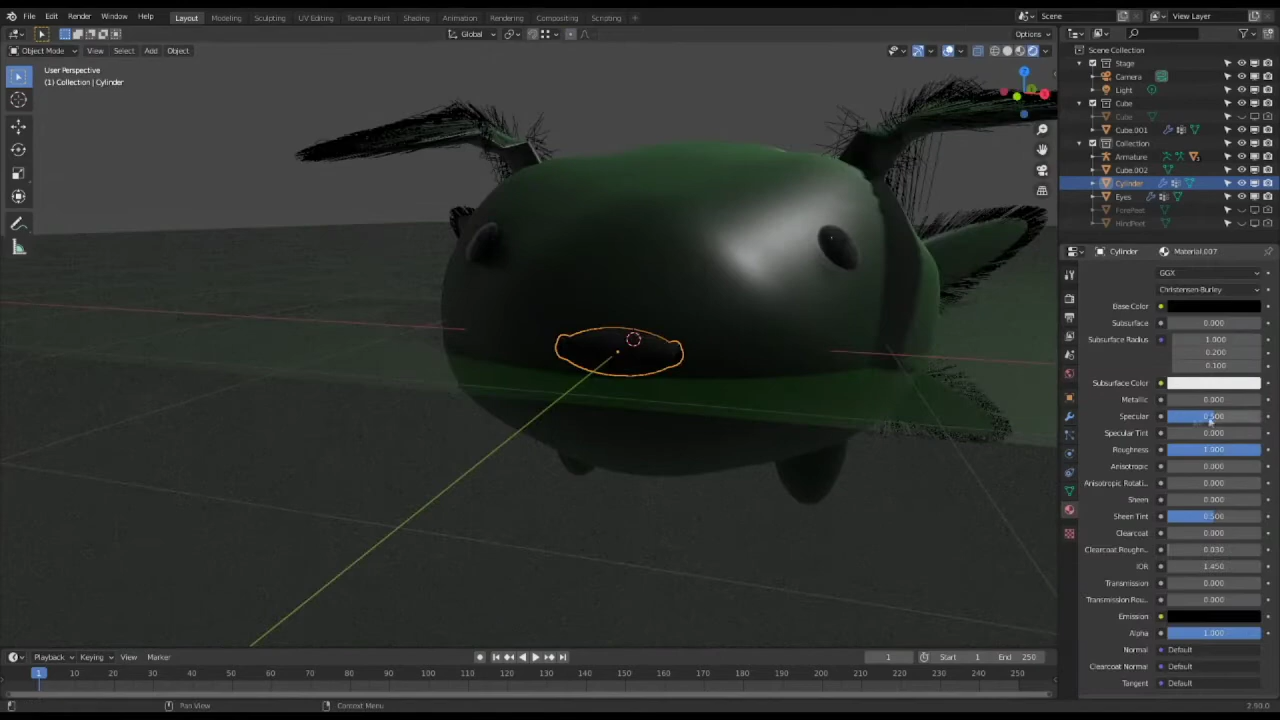 File Edit Render Window Help Layout Modeling Sculpting UV Editing Texture Paint Shading Animation Rendering Compositing Scripting + Scene View Layer
Global Options
Object Mode View Select Add Object
User Perspective
(1) Collection | Cylinder
Z
Scene Collection
Stage
Camera
Light
Cube
Cube
Cube.001
Collection
Armature
Cube.002
Cylinder
Eyes
ForeFeet
HindFeet
Cylinder Material.007
GGX
Christensen-Burley
Base Color
Subsurface 0.000
Subsurface Radius 1.000
0.200
0.100
Subsurface Color
Metallic 0.000
Specular 0.500
Specular Tint 0.000
Roughness 1.000
Anisotropic 0.000
Anisotropic Rotati.. 0.000
Sheen 0.000
Sheen Tint 0.500
Clearcoat 0.000
Clearcoat Roughn.. 0.030
IOR 1.450
Transmission 0.000
Transmission Rou.. 0.000
Emission
Alpha 1.000
Normal Default
Clearcoat Normal Default
Tangent Default
Playback Keying View Marker 1 Start 1 End 250
1 10 20 30 40 50 60 70 80 90 100 110 120 130 140 150 160 170 180 190 200 210 220 230 240 250
Pan View Context Menu 2.90.0